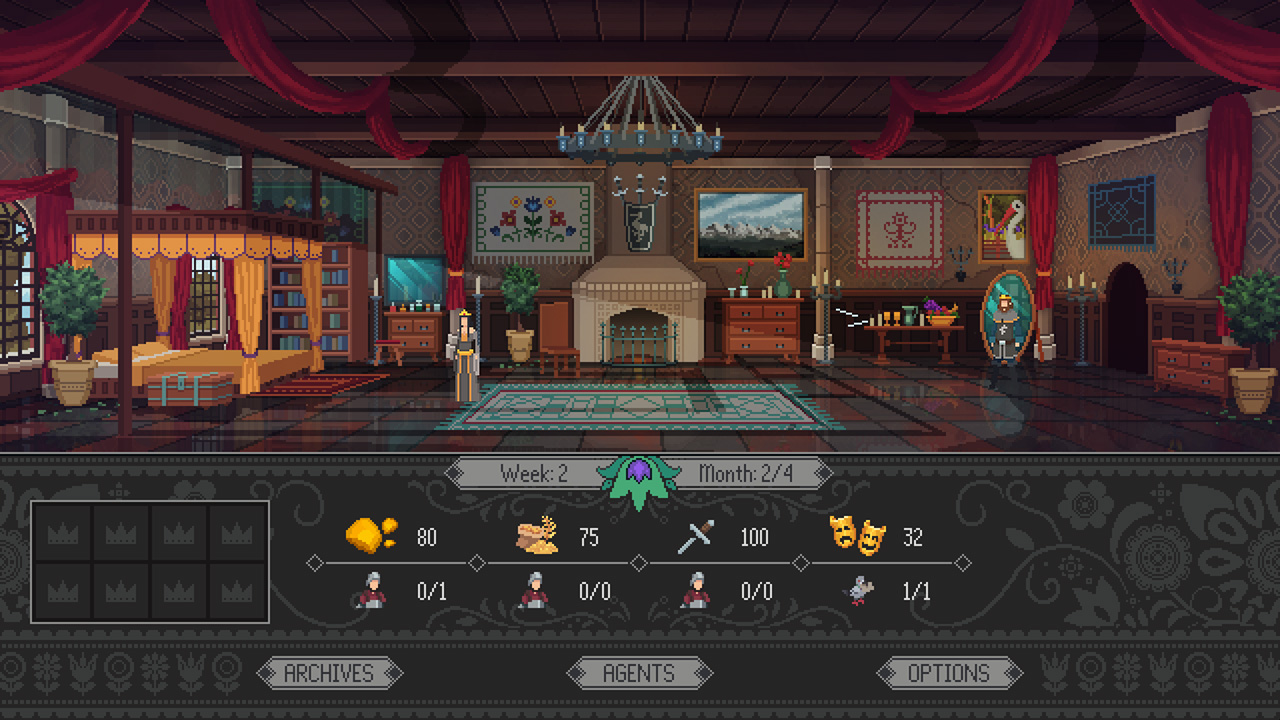 Week: 2
Month: 2/4
80
75
100
32
0/1
0/0
0/0
1/1
ARCHIVES
AGENTS
OPTIONS